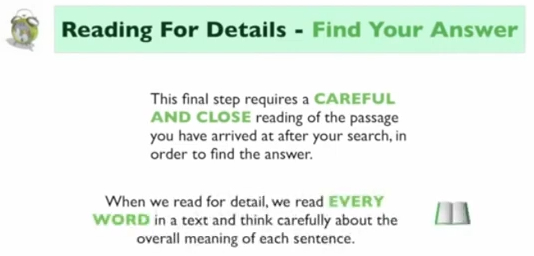 Reading For Details - Find Your Answer
This final step requires a CAREFUL
AND CLOSE reading of the passage
you have arrived at after your search, in
order to find the answer.
When we read for detail, we read EVERY
WORD in a text and think carefully about the
overall meaning of each sentence.